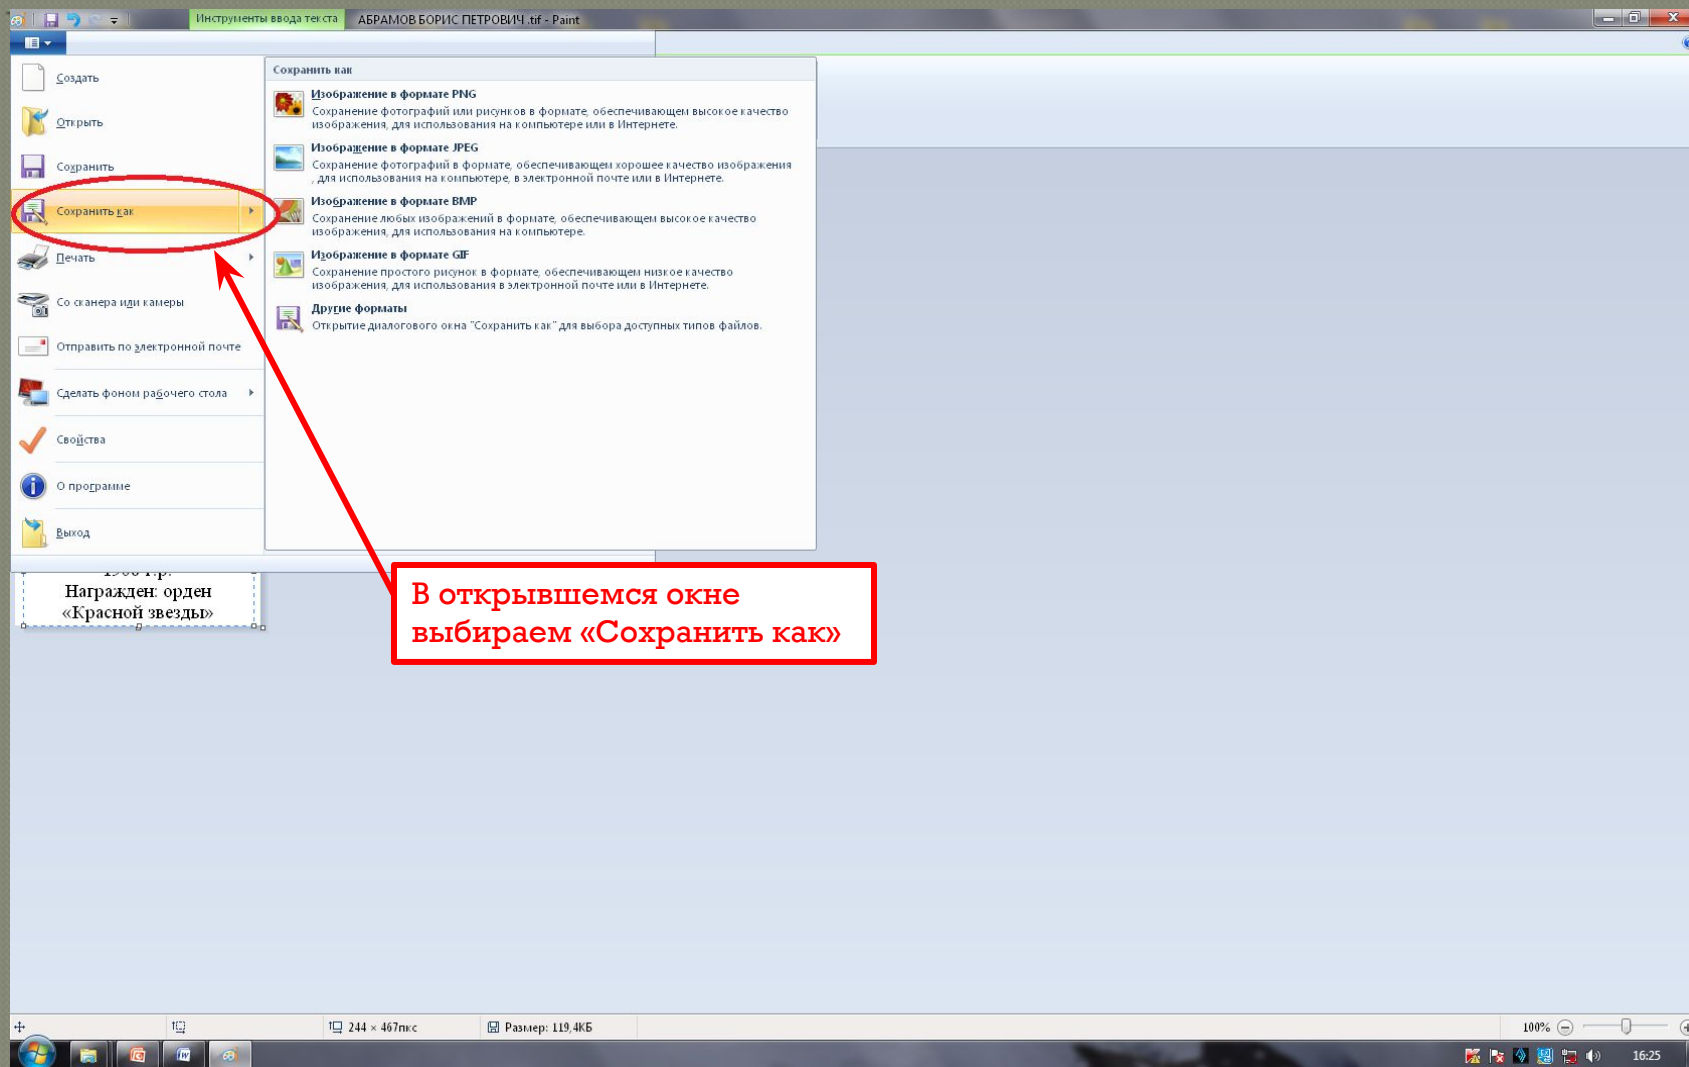 Инструменты ввода текста
АБРАМОВ БОРИС ПЕТРОВИЧ .tif - Paint
Создать
Открыть
Сохранить
Сохранить как
Печать
Со сканера или камеры
Отправить по электронной почте
Сделать фоном рабочего стола
Свойства
О программе
Выход
Сохранить как
Изображение в формате PNG
Сохранение фотографий или рисунков в формате, обеспечивающем высокое качество
изображения, для использования на компьютере или в Интернете.
Изображение в формате JPEG
Сохранение фотографий в формате, обеспечивающем хорошее качество изображения
, для использования на компьютере, в электронной почте или в Интернете.
Изображение в формате BMP
Сохранение любых изображений в формате, обеспечивающем высокое качество
изображения, для использования на компьютере.
Изображение в формате GIF
Сохранение простого рисунок в формате, обеспечивающем низкое качество
изображения, для использования в электронной почте или в Интернете.
Другие форматы
Открытие диалогового окна "Сохранить как" для выбора доступных типов файлов.
г.р.
Награжден: орден
«Красной звезды»
В открывшемся окне
выбираем «Сохранить как»
244 × 467пкс
Размер: 119,4КБ
100%
16:25